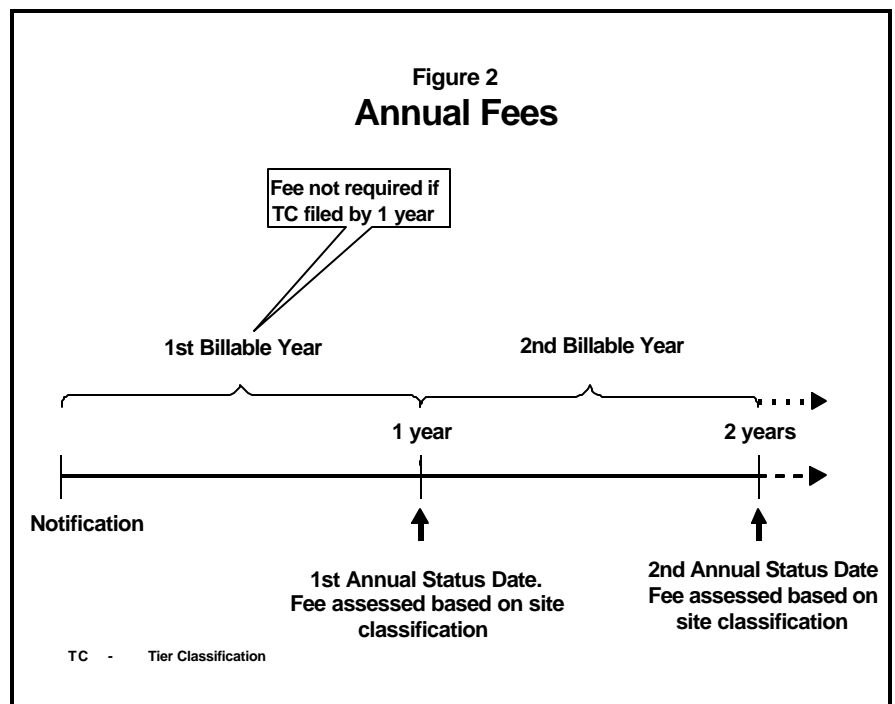 Figure 2
Annual Fees
Fee not required if
TC filed by 1 year
1st Billable Year
2nd Billable Year
1 year
2 years
Notification
1st Annual Status Date.
Fee assessed based on site
classification
2nd Annual Status Date
Fee assessed based on
site classification
TC - Tier Classification